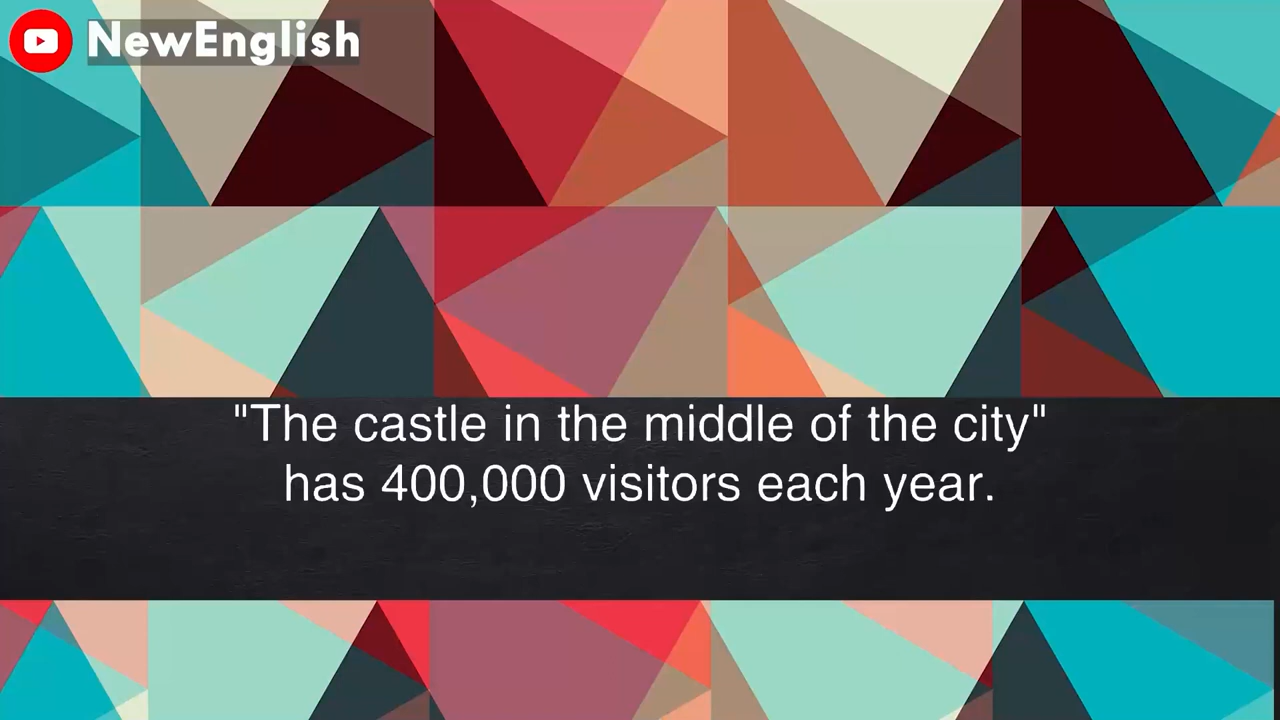 NewEnglish
"The castle in the middle of the city"
has 400,000 visitors each year.